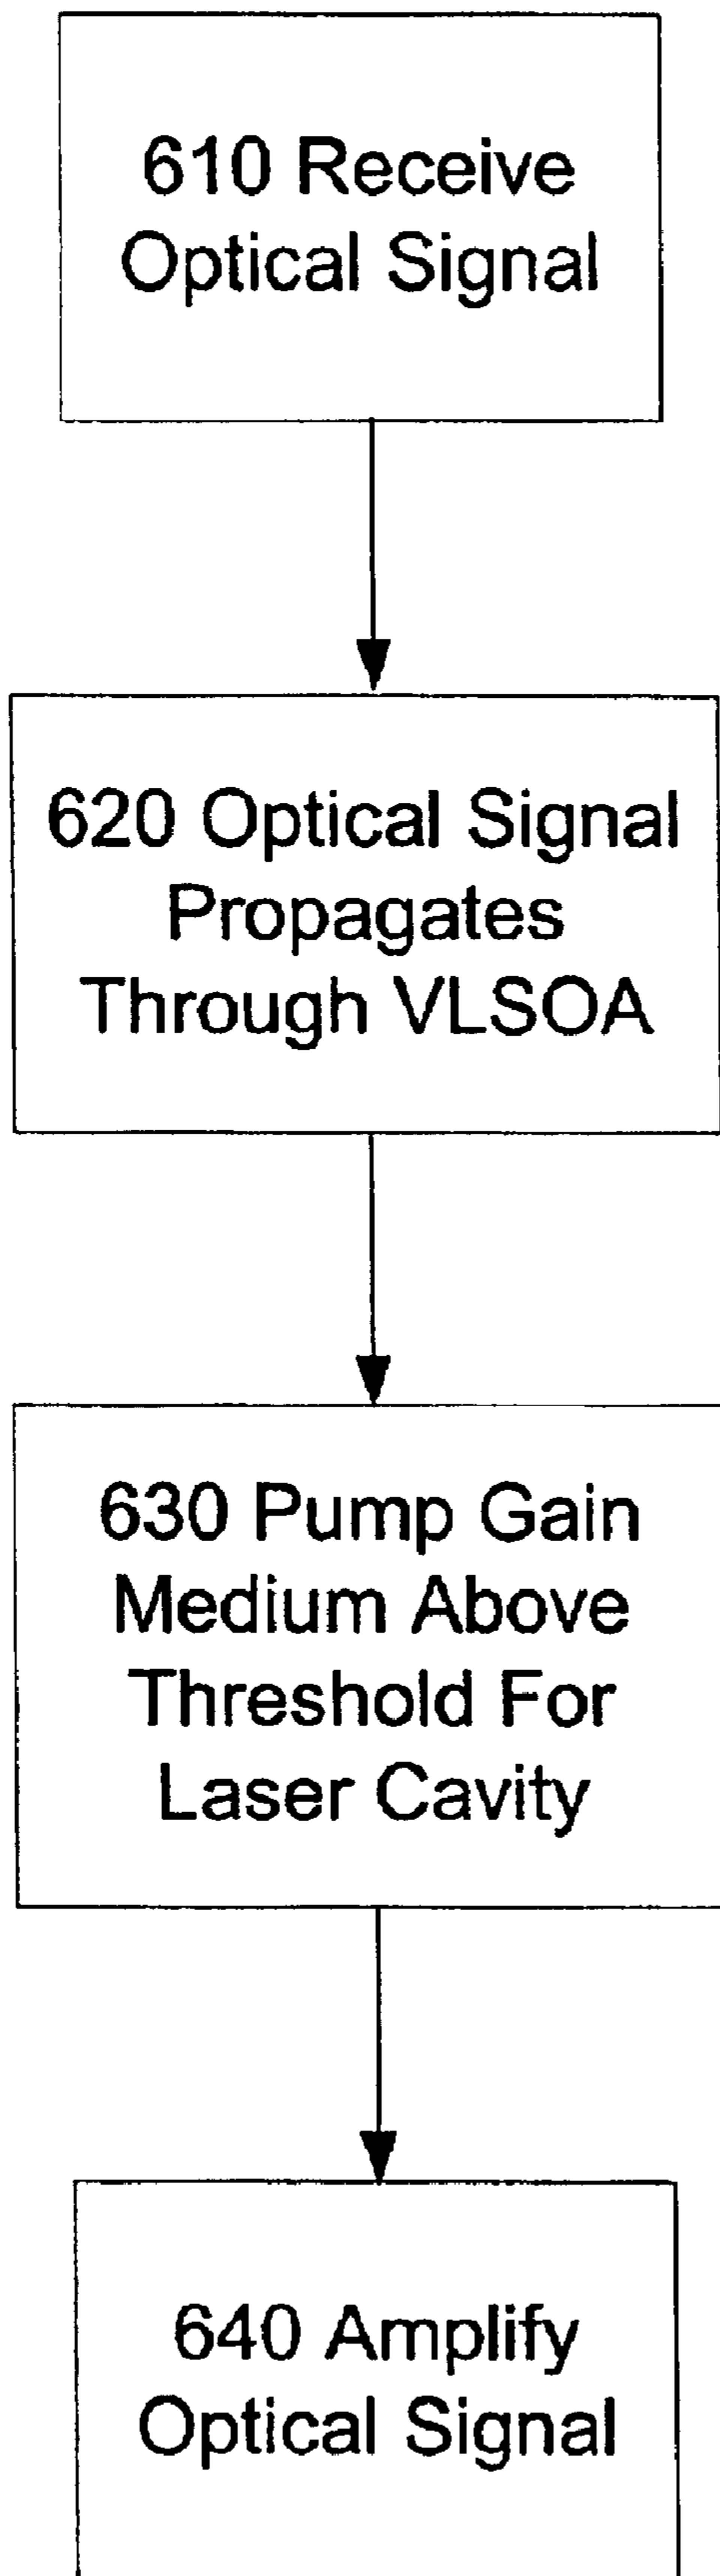 610 Receive
Optical Signal
620 Optical Signal
Propagates
Through VLSOA
630 Pump Gain
Medium Above
Threshold For
Laser Cavity
640 Amplify
Optical Signal